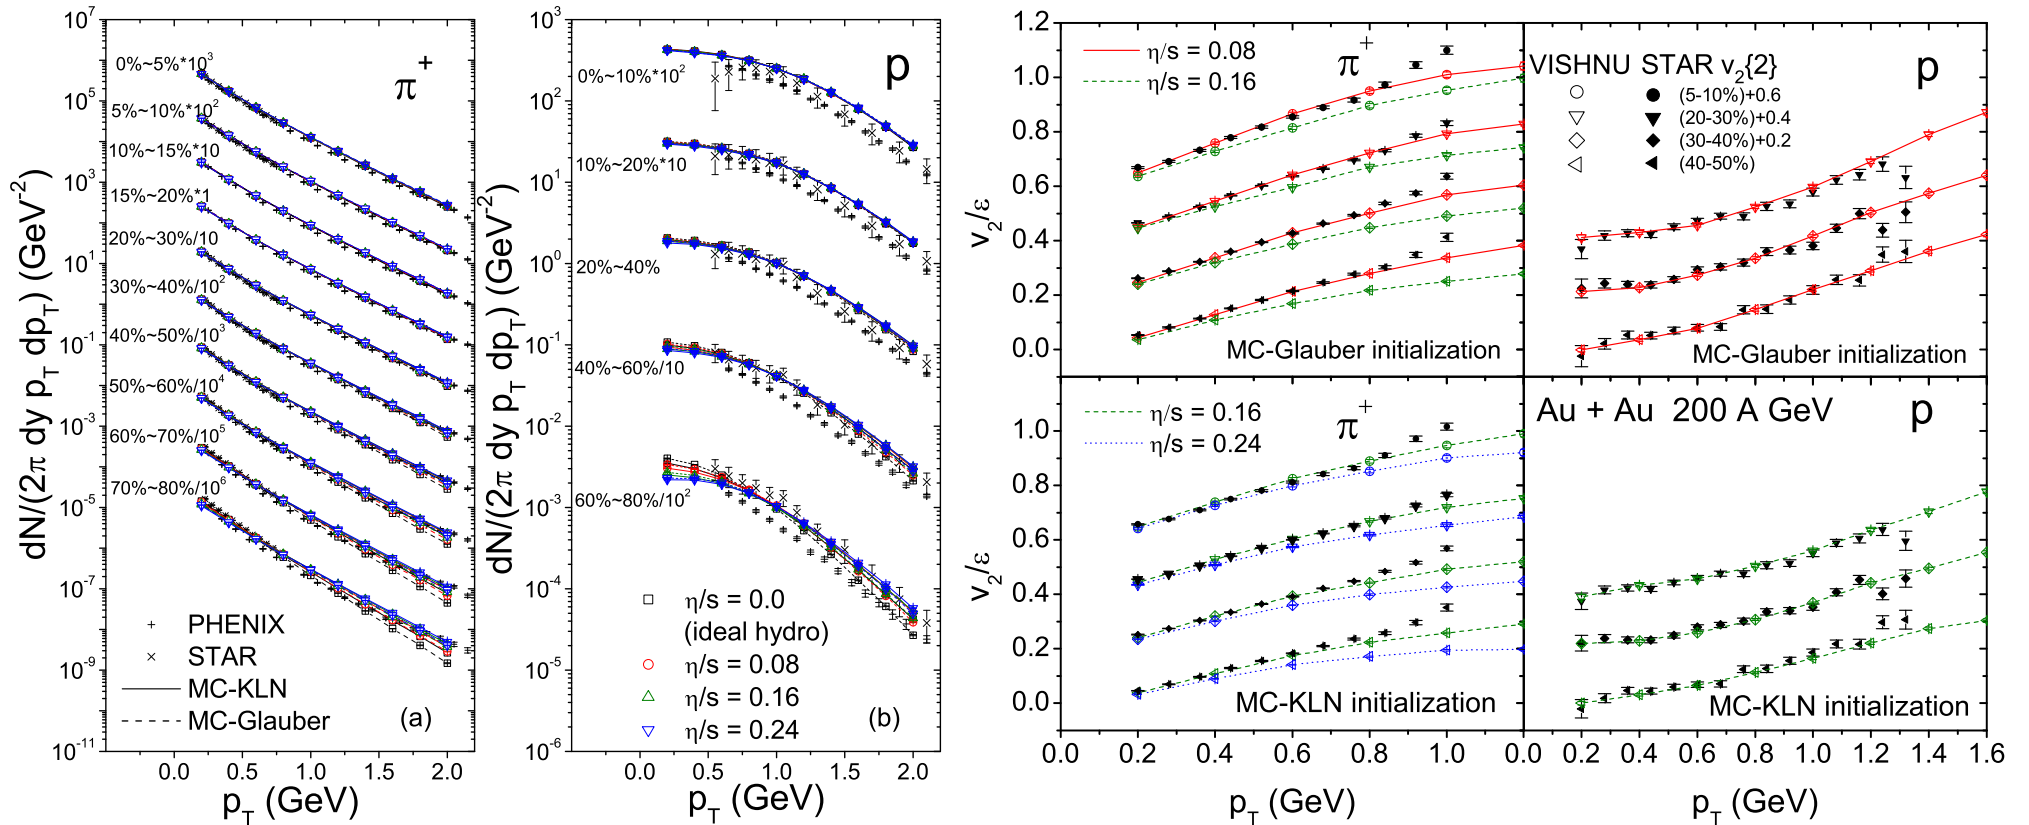 10^7
10^5
10^3
10^1
10^-1
10^-3
10^-5
10^-7
10^-9
10^-11
dN/(2π dy p_T dp_T) (GeV^-2)
π^+
0%~5%*10^3
5%~10%*10^2
10%~15%*10
15%~20%*1
20%~30%/10
30%~40%/10^2
40%~50%/10^3
50%~60%/10^4
60%~70%/10^5
70%~80%/10^6
PHENIX
STAR
MC-KLN
MC-Glauber
(a)
0.0 0.5 1.0 1.5 2.0
p_T (GeV)
10^3
10^2
10^1
10^0
10^-1
10^-2
10^-3
10^-4
10^-5
10^-6
dN/(2π dy p_T dp_T) (GeV^-2)
p
0%~10%*10^2
10%~20%*10
20%~40%
40%~60%/10
60%~80%/10^2
η/s = 0.0
(ideal hydro)
η/s = 0.08
η/s = 0.16
η/s = 0.24
(b)
0.0 0.5 1.0 1.5 2.0
p_T (GeV)
1.2
1.0
0.8
0.6
0.4
0.2
0.0
v_2/ε
η/s = 0.08
η/s = 0.16
π^+
MC-Glauber initialization
p
VISHNU STAR v_2{2}
(5-10%)+0.6
(20-30%)+0.4
(30-40%)+0.2
(40-50%)
MC-Glauber initialization
1.0
0.8
0.6
0.4
0.2
0.0
v_2/ε
η/s = 0.16
η/s = 0.24
π^+
MC-KLN initialization
Au + Au 200 A GeV
p
MC-KLN initialization
0.0 0.2 0.4 0.6 0.8 1.0 0.0 0.2 0.4 0.6 0.8 1.0 1.2 1.4 1.6
p_T (GeV)
p_T (GeV)